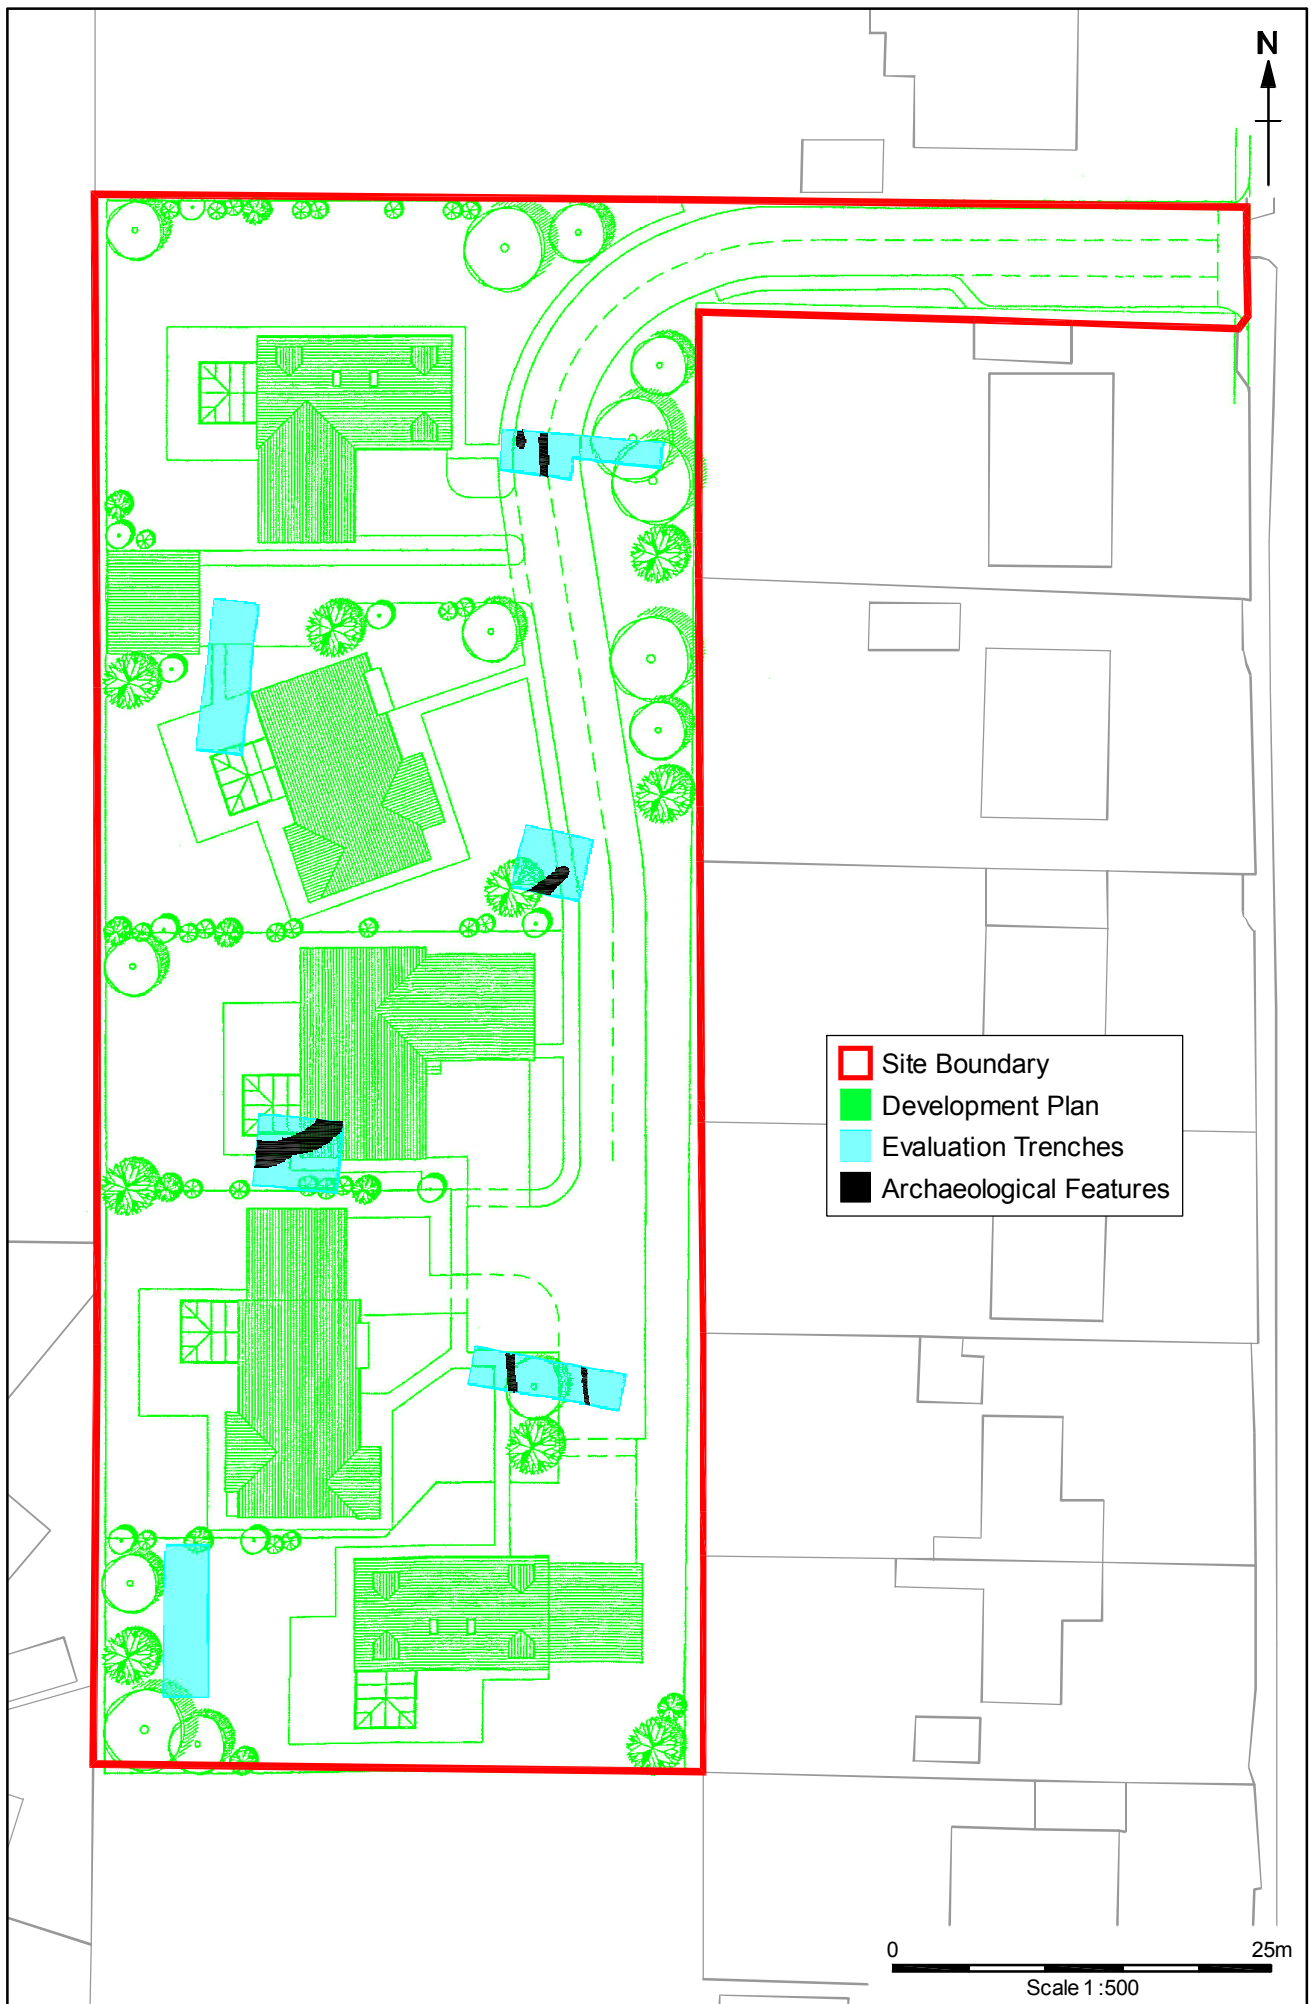 N
Site Boundary
Development Plan
Evaluation Trenches
Archaeological Features
0 25m
Scale 1:500